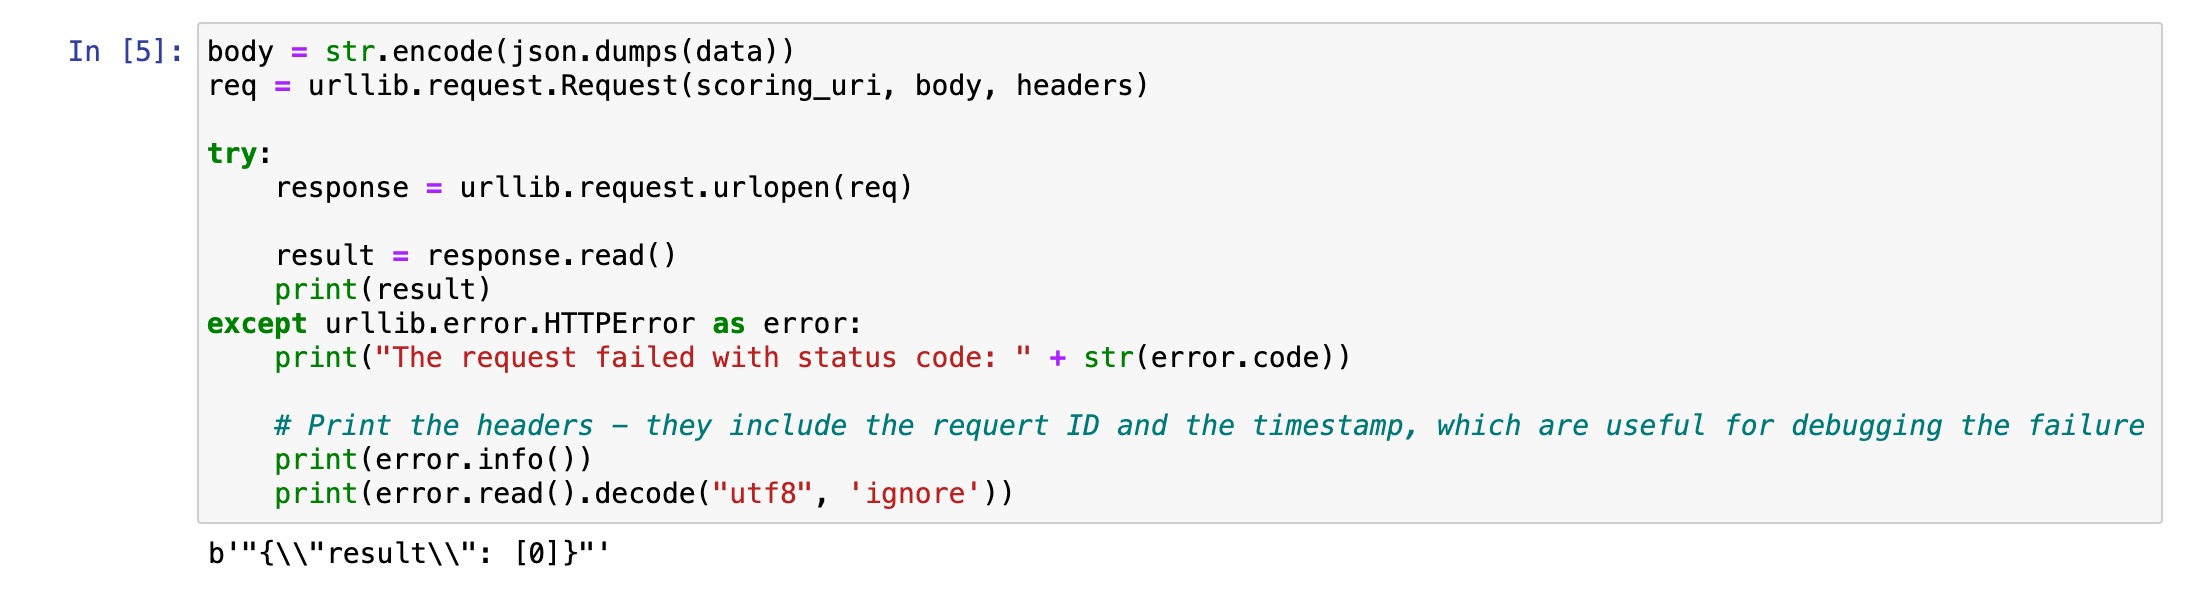 In [5]: body = str.encode(json.dumps(data))
req = urllib.request.Request(scoring_uri, body, headers)
try:
    response = urllib.request.urlopen(req)
    result = response.read()
    print(result)
except urllib.error.HTTPError as error:
    print("The request failed with status code: " + str(error.code))
    # Print the headers – they include the requert ID and the timestamp, which are useful for debugging the failure
    print(error.info())
    print(error.read().decode("utf8", 'ignore'))
b'"{\\"result\\": [0]}"'